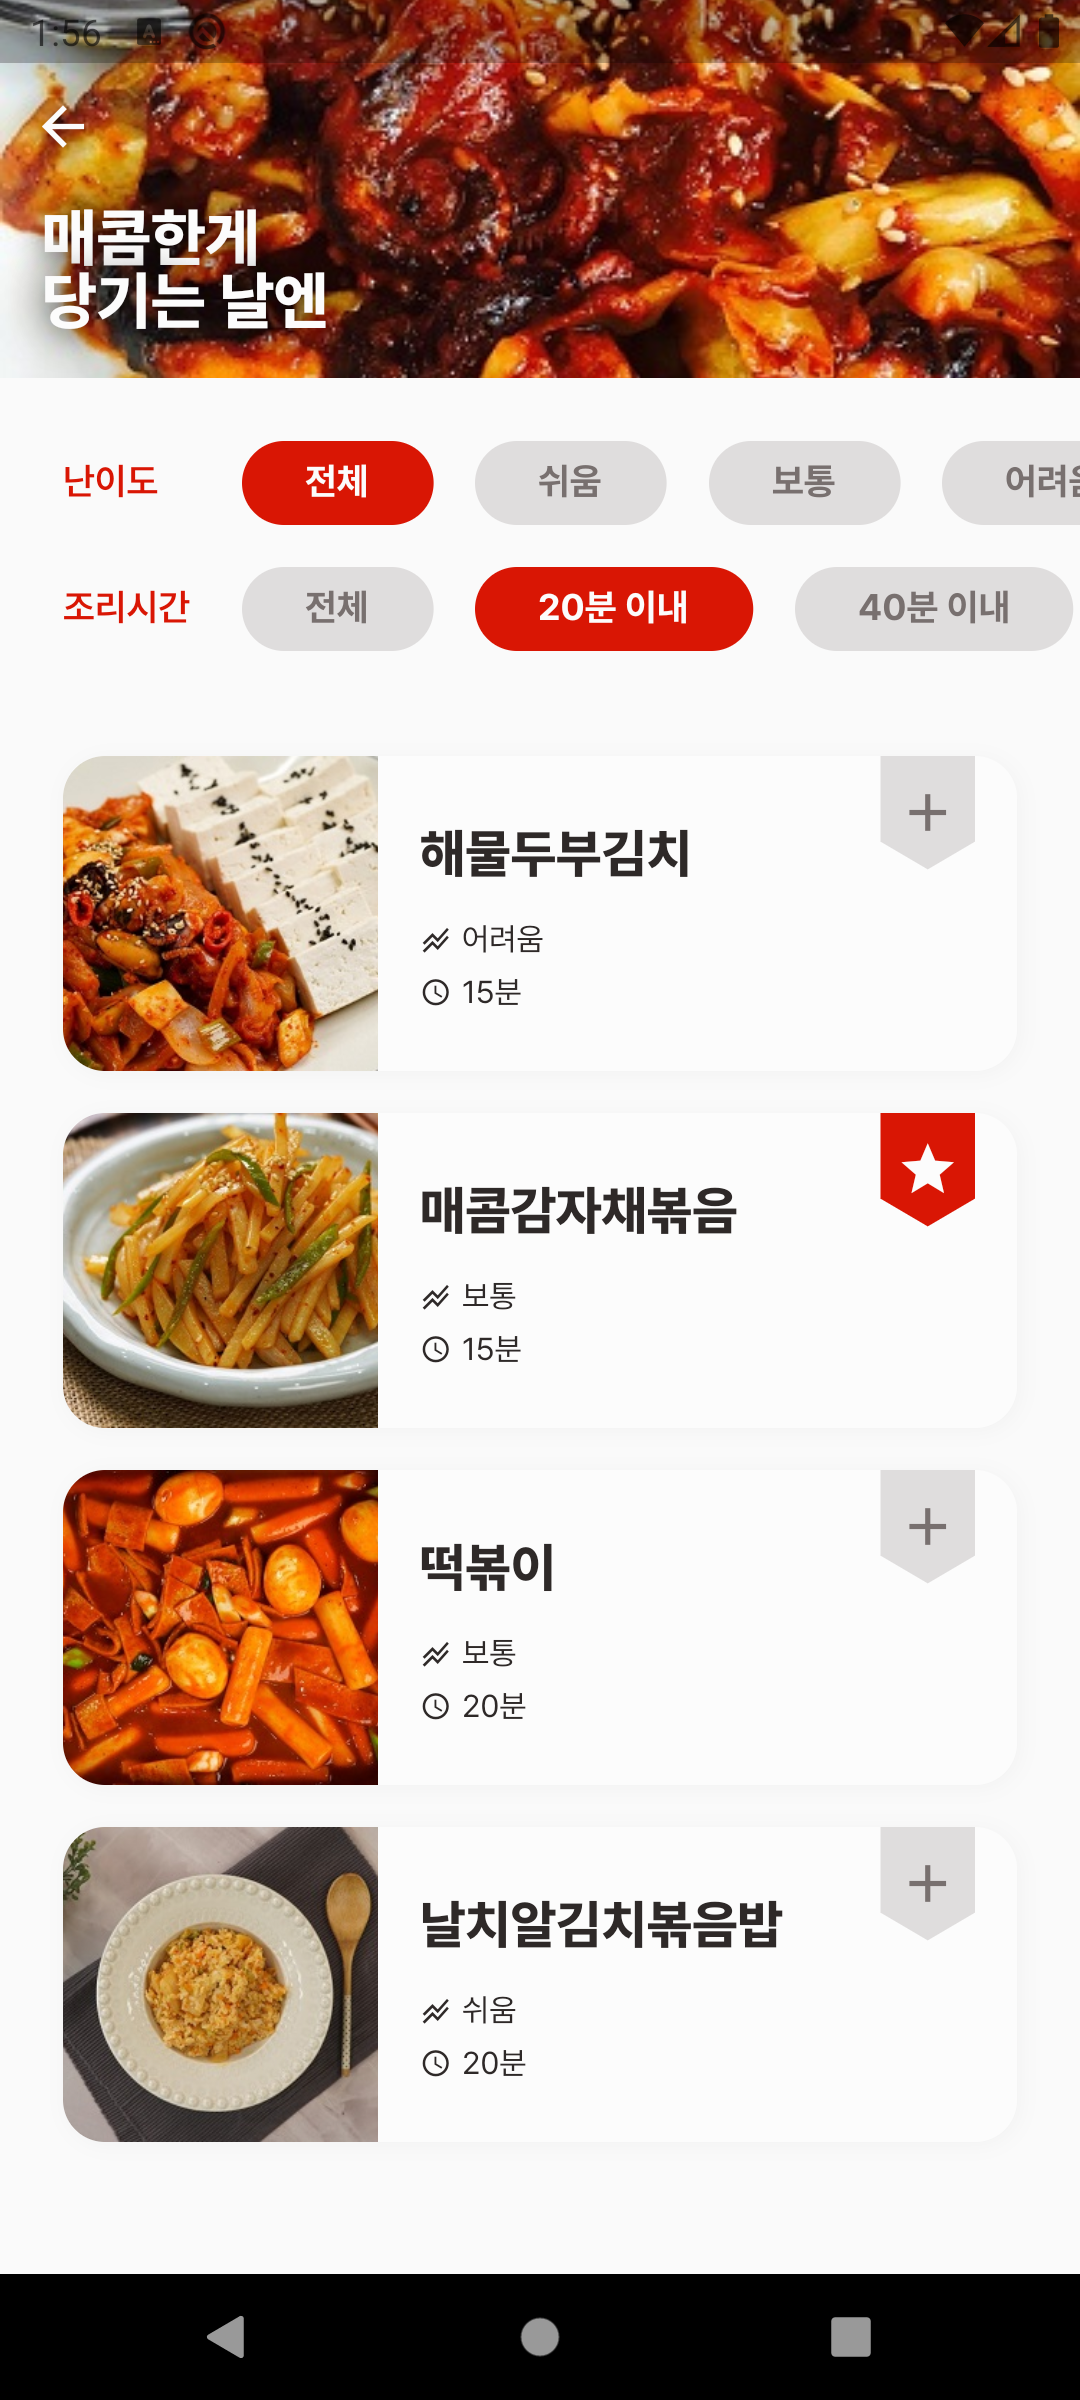 1:56
매콤한게
당기는 날엔
난이도 전체 쉬움 보통 어려움
조리시간 전체 20분 이내 40분 이내
해물두부김치
어려움
15분
매콤감자채볶음
보통
15분
떡볶이
보통
20분
날치알김치볶음밥
쉬움
20분